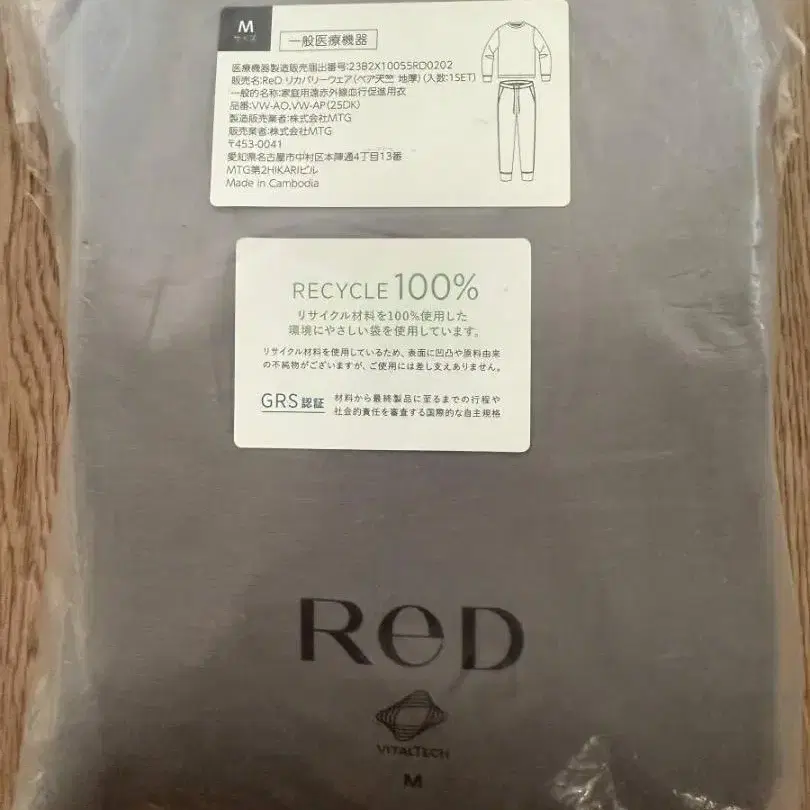 M
サイズ
一般医療機器
医療機器製造販売届出番号:23B2X10055RD0202
販売名:ReD リカバリーウェア(ベア天竺 地厚)(入数:1SET)
一般的名称:家庭用遠赤外線血行促進用衣
品番:VW-AO,VW-AP(25DK)
製造販売業者:株式会社MTG
販売業者:株式会社MTG
〒453-0041
愛知県名古屋市中村区本陣通4丁目13番
MTG第2HIKARIビル
Made in Cambodia
RECYCLE 100%
リサイクル材料を100%使用した
環境にやさしい袋を使用しています。
リサイクル材料を使用しているため、表面に凹凸や原料由来
の不純物がございますが、ご使用には差し支えありません。
GRS認証
材料から最終製品に至るまでの行程や
社会的責任を審査する国際的な自主規格
ReD
VITALTECH
M